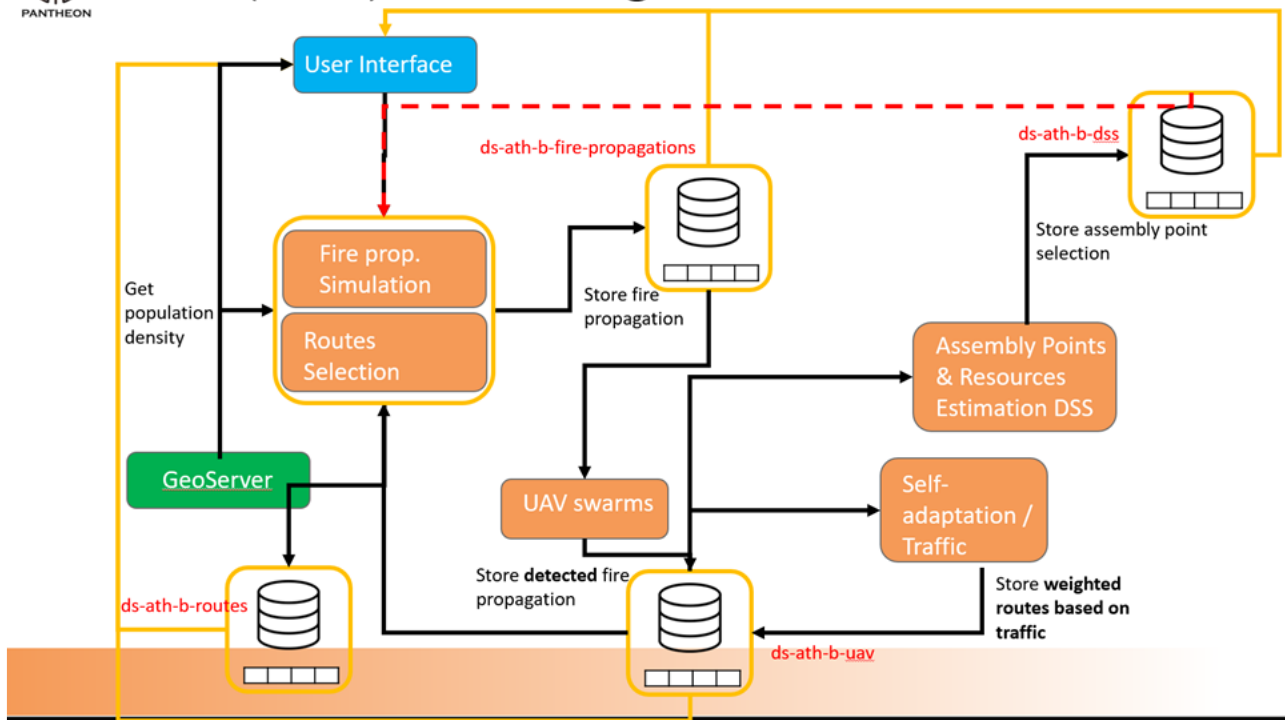 PANTHEON
User Interface
ds-ath-b-fire-propagations
ds-ath-b-dss
Store assembly point
selection
Fire prop.
Simulation
Routes
Selection
Get
population
density
Store fire
propagation
Assembly Points
& Resources
Estimation DSS
GeoServer
UAV swarms
Self-
adaptation /
Traffic
Store detected fire
propagation
Store weighted
routes based on
traffic
ds-ath-b-routes
ds-ath-b-uav